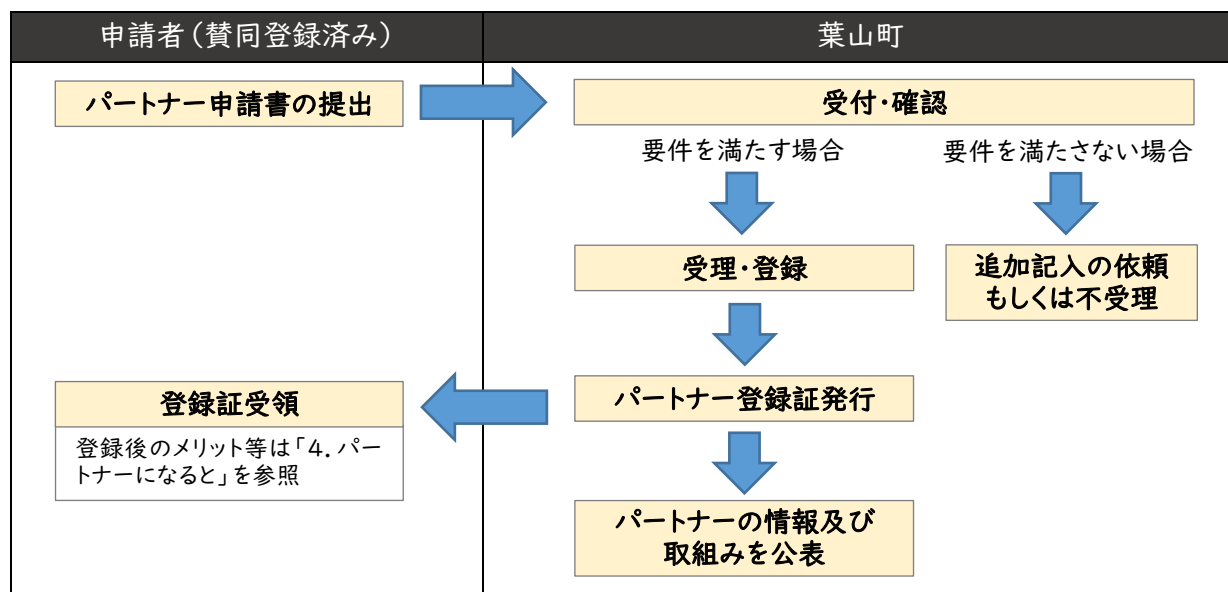 申請者（賛同登録済み）
葉山町
パートナー申請書の提出
受付・確認
要件を満たす場合
要件を満たさない場合
受理・登録
追加記入の依頼
もしくは不受理
登録証受領
登録後のメリット等は「4．パー
トナーになると」を参照
パートナー登録証発行
パートナーの情報及び
取組みを公表